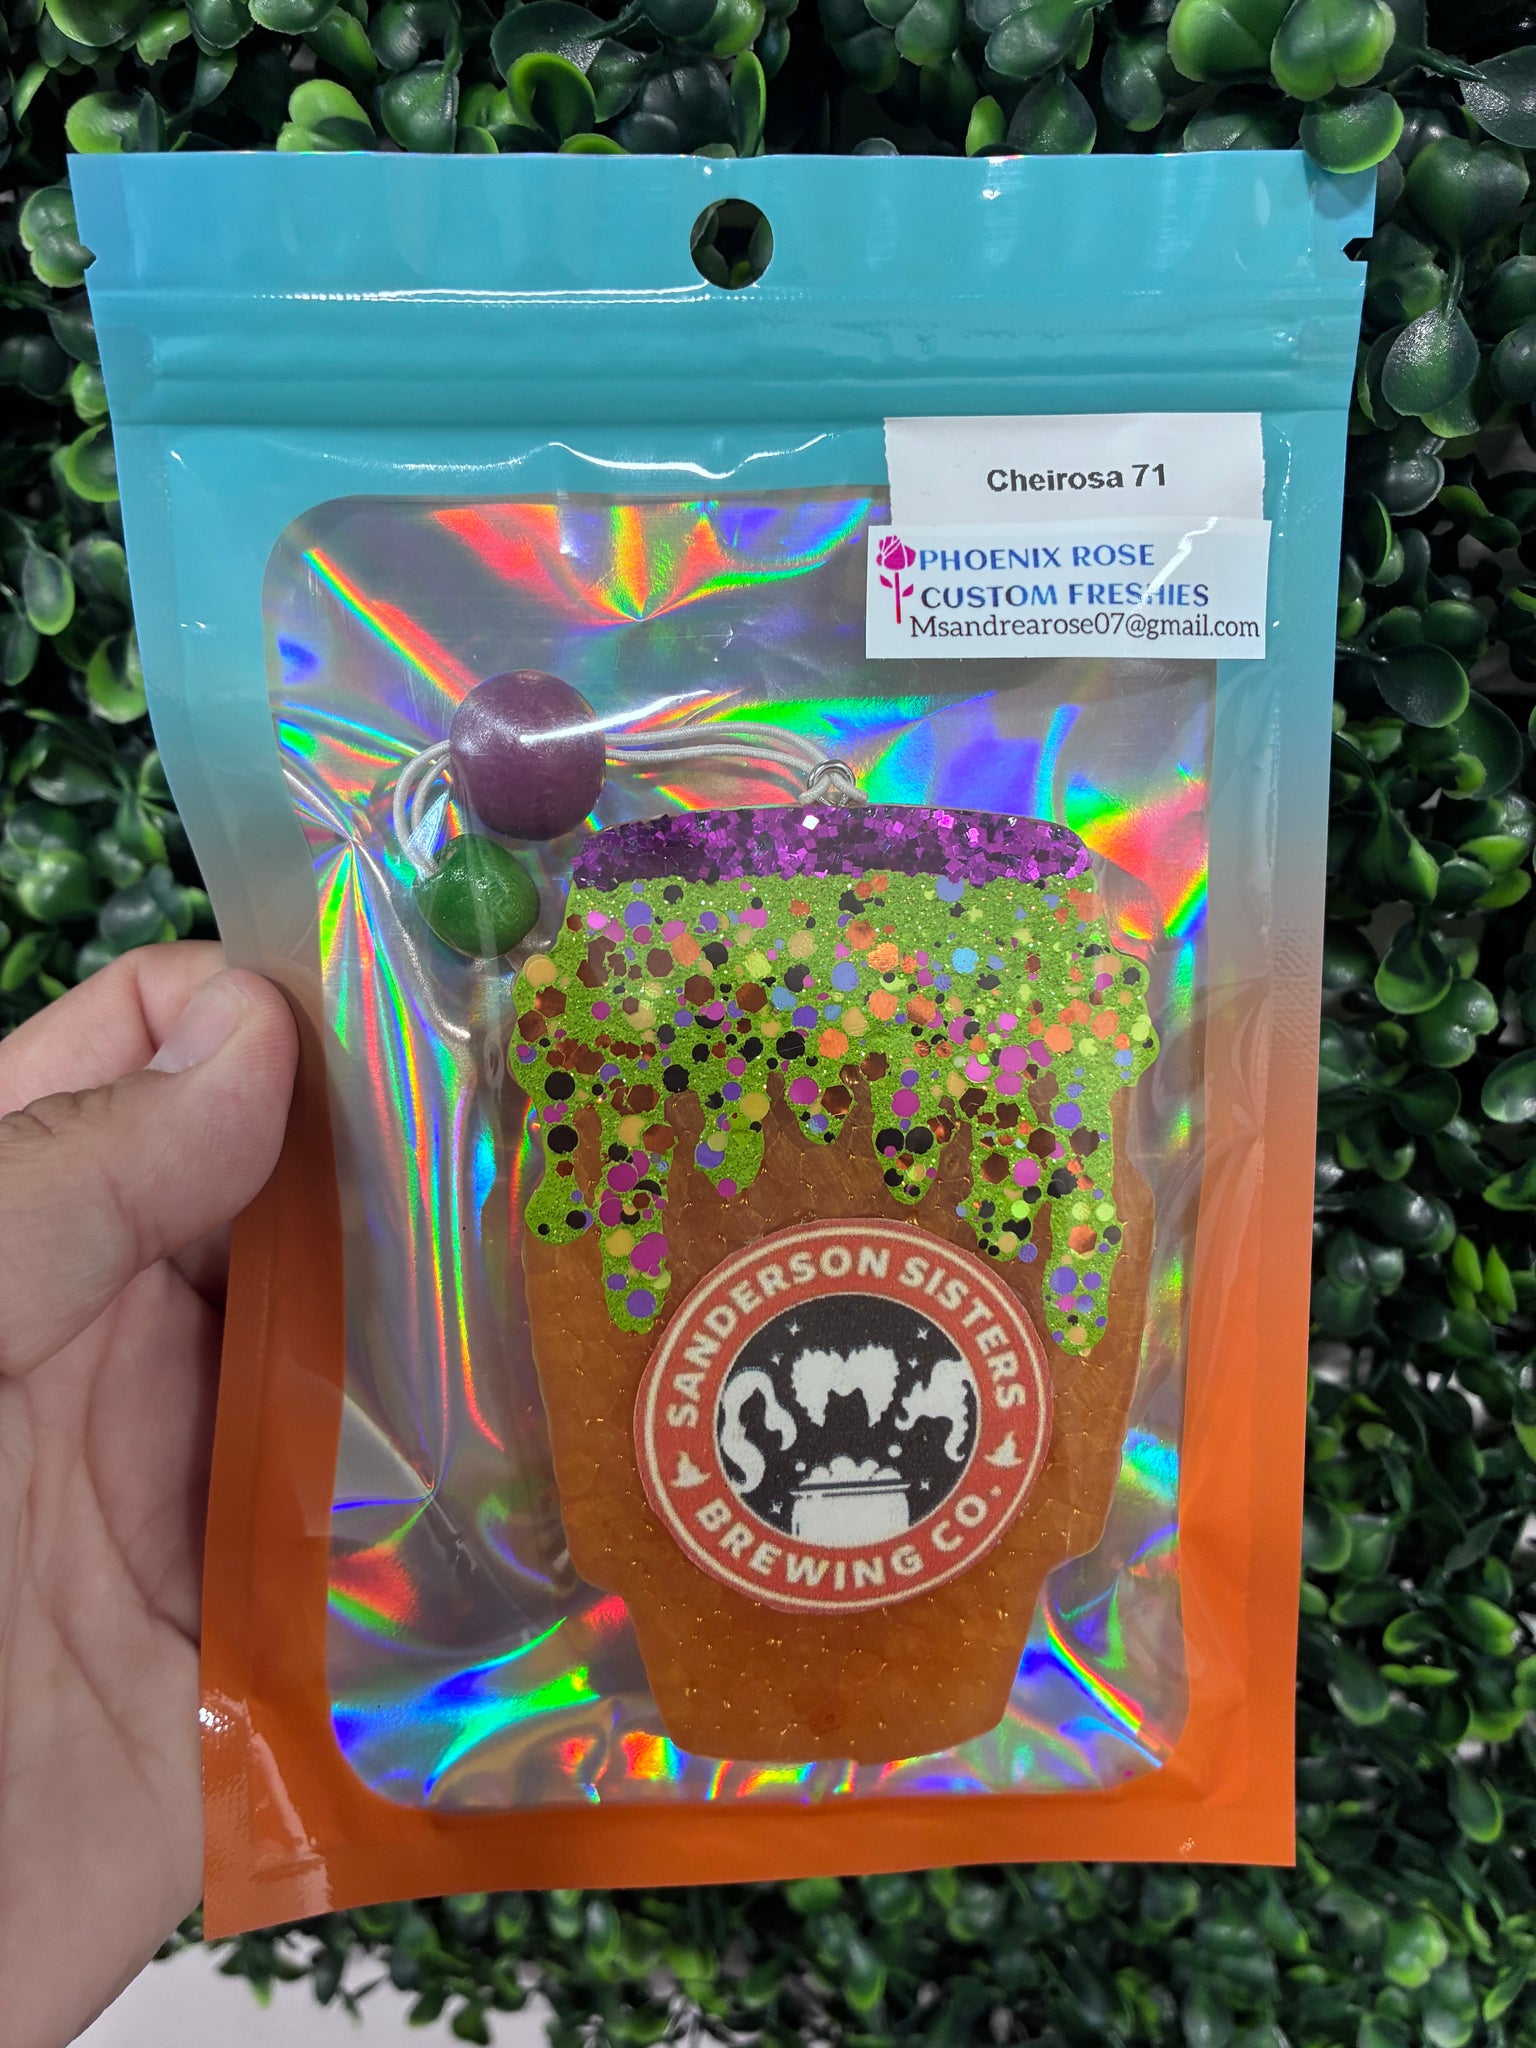 Cheirosa 71
PHOENIX ROSE
CUSTOM FRESHIES
Msandrearose07@gmail.com
SANDERSON SISTERS
BREWING CO.